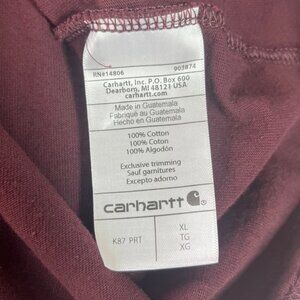 RN#14806 003874
Carhartt, Inc. P.O. Box 600
Dearborn, MI 48121 USA
carhartt.com
Made in Guatemala
Fabriqué au Guatemala
Hecho en Guatemala
100% Cotton
100% Coton
100% Algodón
Exclusive trimming
Sauf garnitures
Excepto adorno
carhartt
K87 PRT
XL
TG
XG